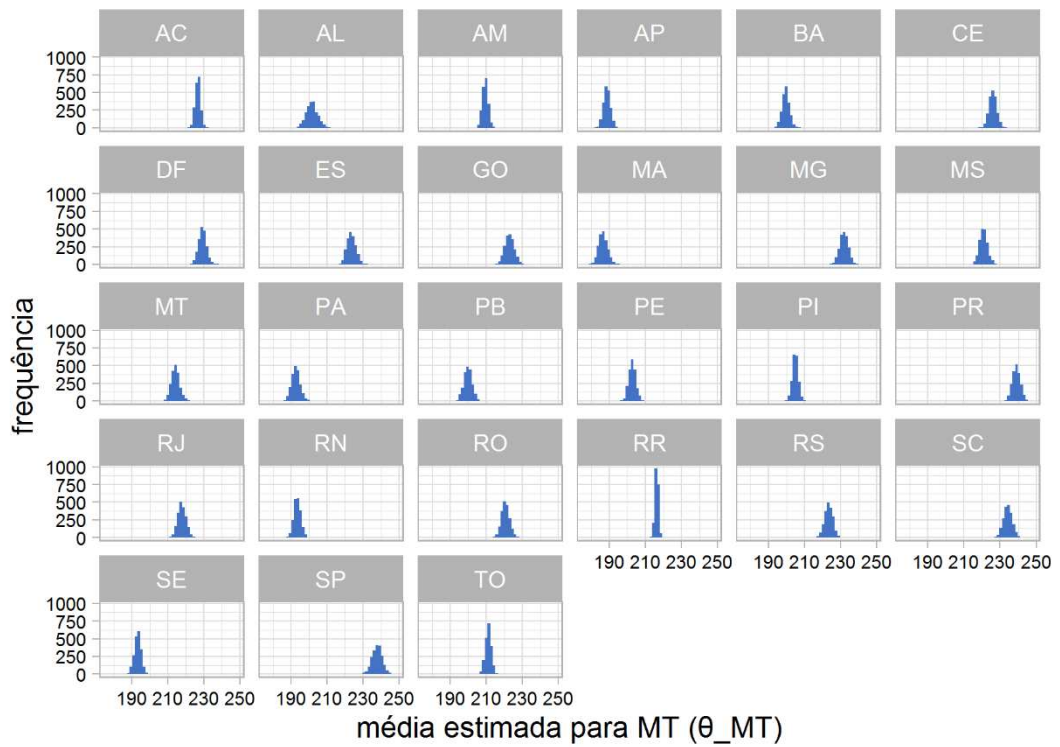 AC AL AM AP BA CE
1000
750
500
250
0
DF ES GO MA MG MS
1000
750
500
250
0
MT PA PB PE PI PR
1000
750
500
250
0
RJ RN RO RR RS SC
1000
750
500
250
0
190 210 230 250 190 210 230 250 190 210 230 250
SE SP TO
1000
750
500
250
0
190 210 230 250 190 210 230 250 190 210 230 250
frequência
média estimada para MT (θ_MT)